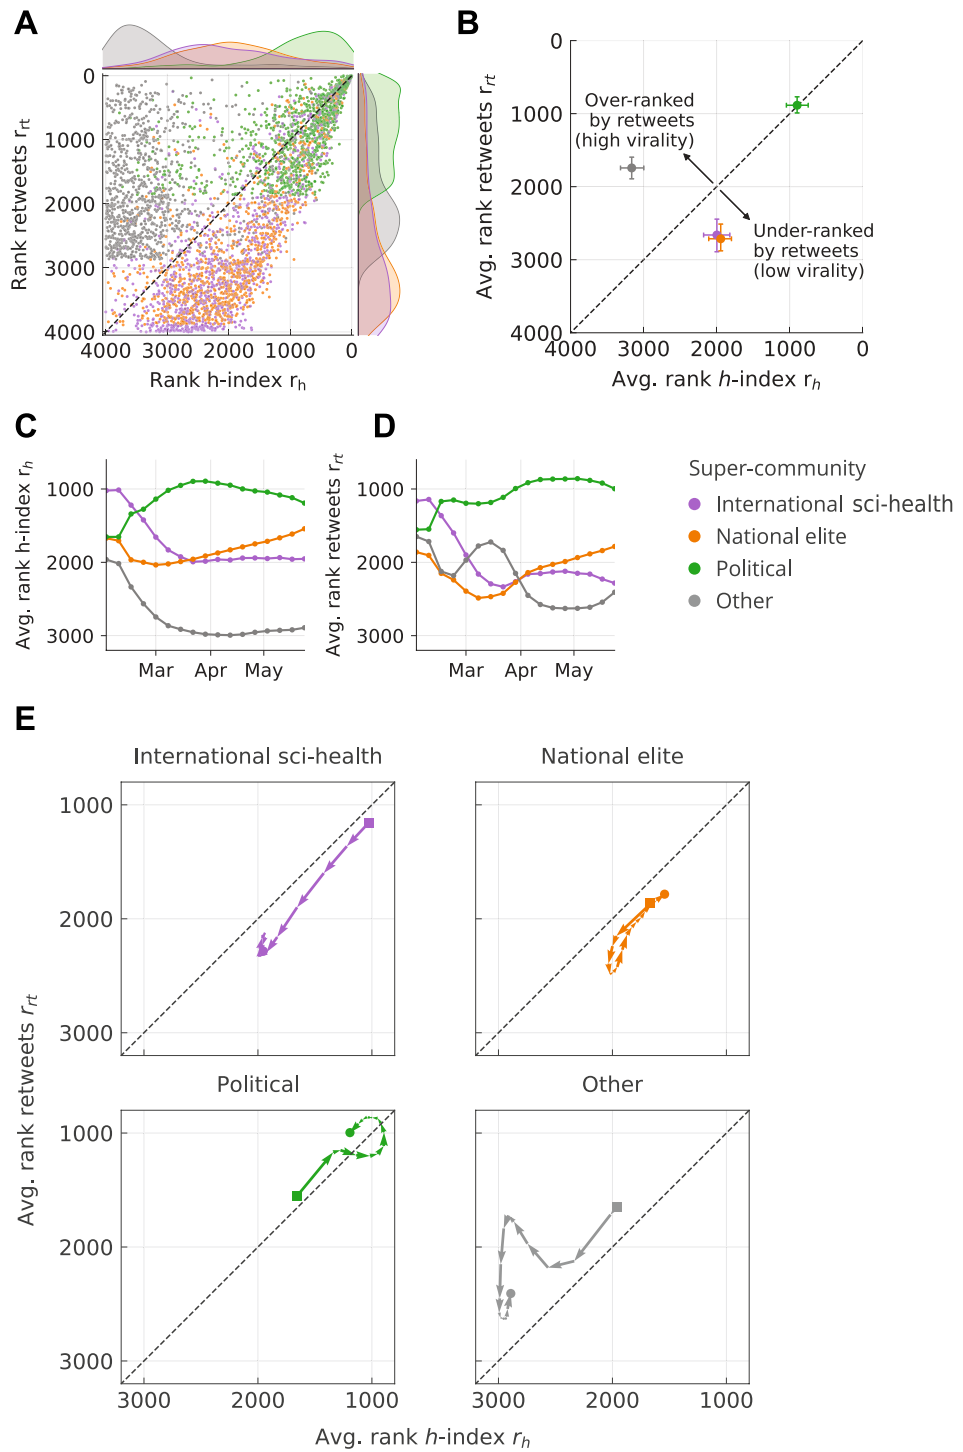 A
Rank retweets r_rt
0
1000
2000
3000
4000
4000
3000
2000
1000
0
Rank h-index r_h
B
Avg. rank retweets r_rt
0
1000
2000
3000
4000
Over-ranked
by retweets
(high virality)
Under-ranked
by retweets
(low virality)
4000
3000
2000
1000
0
Avg. rank h-index r_h
C
Avg. rank h-index r_h
1000
2000
3000
Mar
Apr
May
D
Avg. rank retweets r_rt
1000
2000
3000
Mar
Apr
May
Super-community
International sci-health
National elite
Political
Other
E
Avg. rank retweets r_rt
International sci-health
1000
2000
3000
National elite
Political
1000
2000
3000
3000
2000
1000
Other
3000
2000
1000
Avg. rank h-index r_h